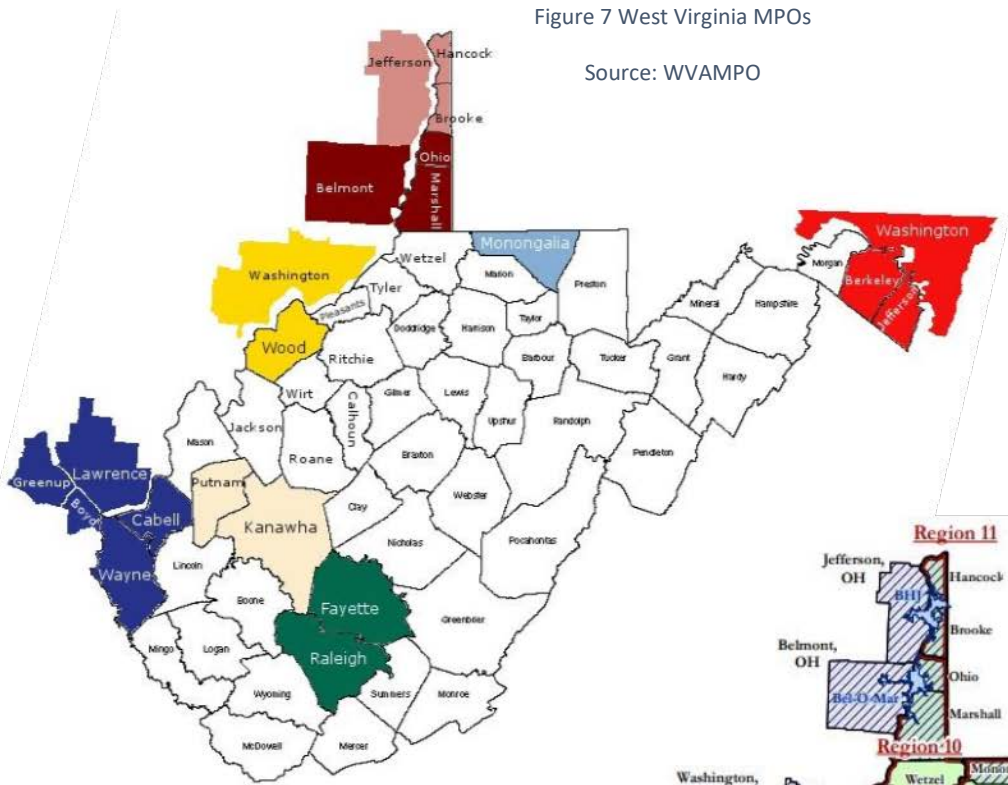 Figure 7 West Virginia MPOs
Source: WVAMPO
Jefferson
Hancock
Brooke
Ohio
Belmont
Marshall
Washington
Monongalia
Washington
Wetzel
Marion
Preston
Morgan
Berkeley
Jefferson
Tyler
Pleasants
Mineral
Hampshire
Doddridge
Harrison
Taylor
Wood
Ritchie
Barbour
Tucker
Grant
Hardy
Wirt
Calhoun
Gilmer
Lewis
Upshur
Randolph
Jackson
Mason
Roane
Braxton
Pendleton
Lawrence
Greenup
Putnam
Boyd
Cabell
Kanawha
Clay
Webster
Nicholas
Pocahontas
Wayne
Lincoln
Boone
Fayette
Greenbrier
Mingo
Logan
Raleigh
Wyoming
Summers
Monroe
McDowell
Mercer
Region 11
Jefferson,
OH
Hancock
BHJ
Brooke
Belmont,
OH
Ohio
Bel-O-Mar
Marshall
Region 10
Washington,
Wetzel